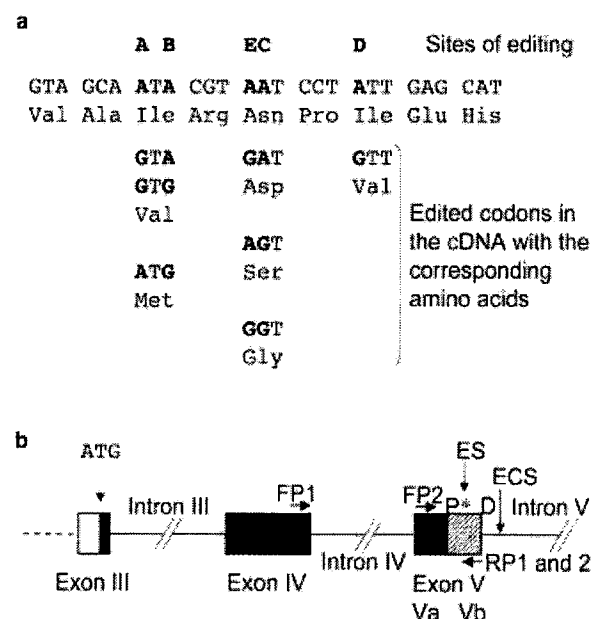 a
A B EC D Sites of editing
GTA GCA ATA CGT AAT CCT ATT GAG CAT
Val Ala Ile Arg Asn Pro Ile Glu His
GTA GAT GTT
GTG Asp Val
Val
Edited codons in
the cDNA with the
corresponding
amino acids
AGT
Ser
ATG
Met
GGT
Gly
b
ATG
ES
ECS
FP1
FP2
P* D
Intron III
Intron V
Intron IV
RP1 and 2
Exon III
Exon IV
Exon V
Va Vb